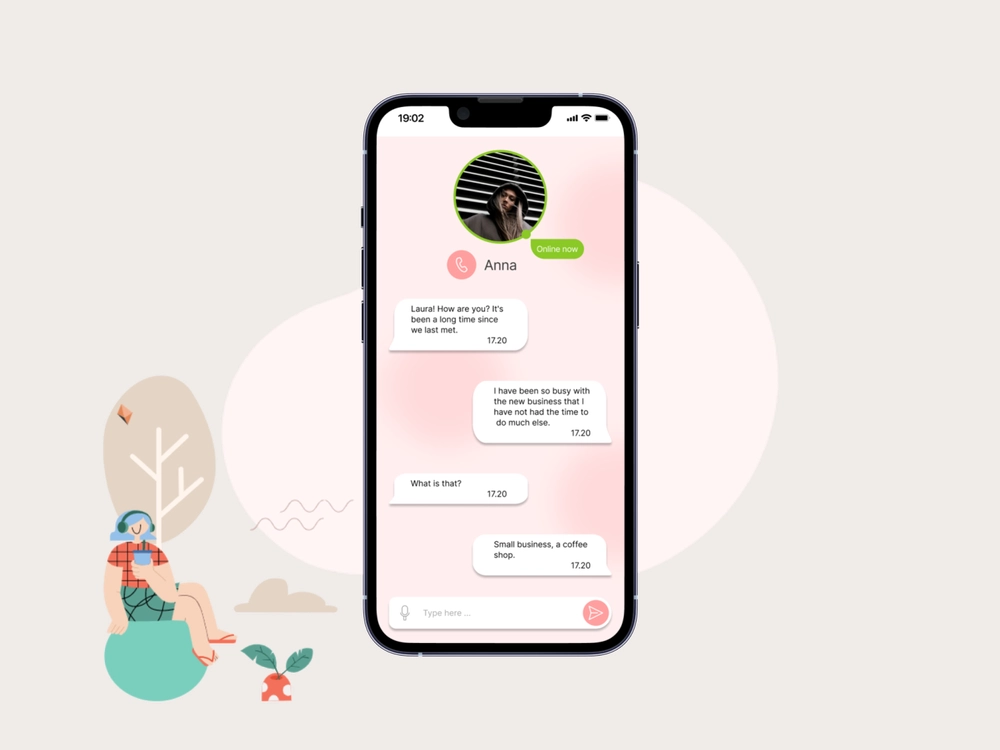 19:02
Online now
Anna
Laura! How are you? It's
been a long time since
we last met.
17.20
I have been so busy with
the new business that I
have not had the time to
do much else.
17.20
What is that?
17.20
Small business, a coffee
shop.
17.20
Type here ...